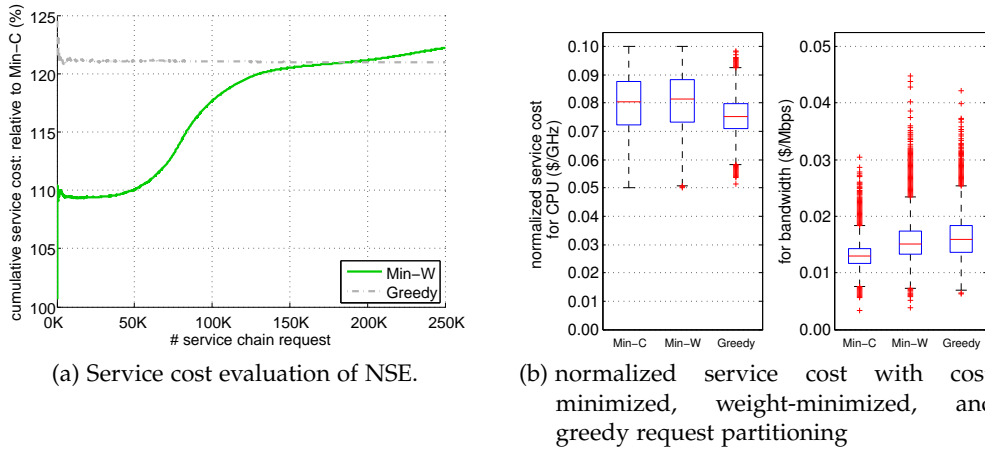 cumulative service cost: relative to Min−C (%)
125
120
115
110
105
100
0K
50K
100K
150K
200K
250K
# service chain request
Min−W
Greedy
(a) Service cost evaluation of NSE.
normalized service cost
for CPU ($/GHz)
0.10
0.09
0.08
0.07
0.06
0.05
0.04
0.03
0.02
0.01
0.00
Min−C
Min−W
Greedy
for bandwidth ($/Mbps)
0.05
0.04
0.03
0.02
0.01
0.00
Min−C
Min−W
Greedy
(b) normalized service cost with cost
minimized, weight-minimized, and
greedy request partitioning